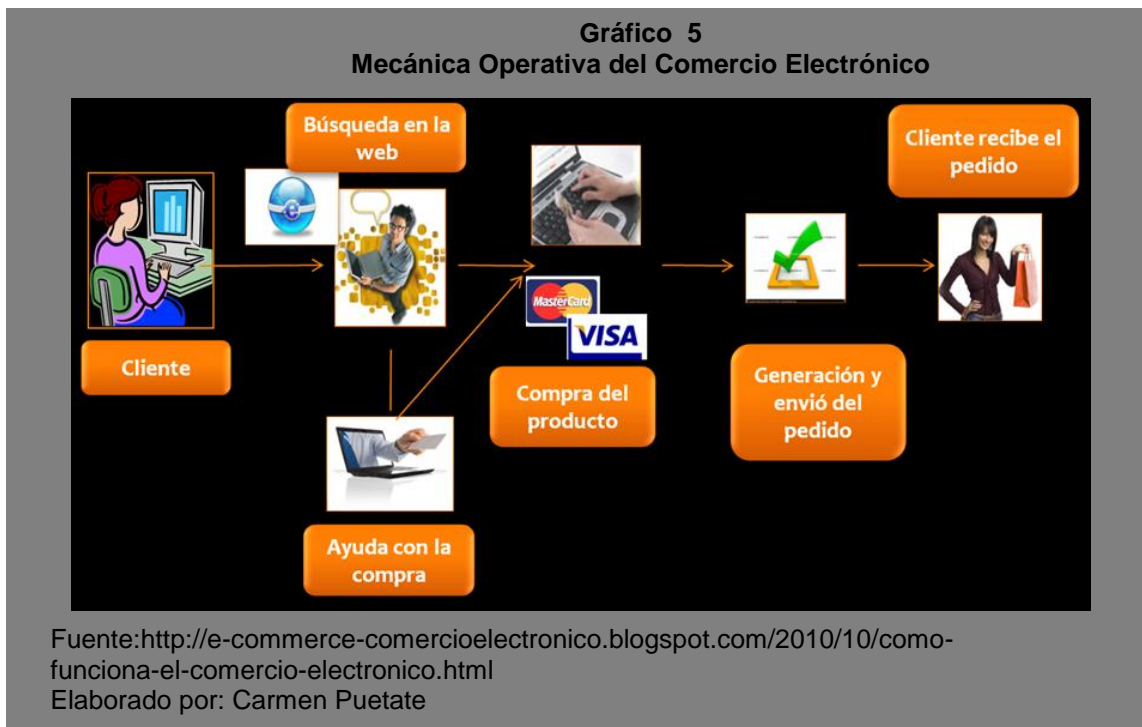 Gráfico 5
Mecánica Operativa del Comercio Electrónico
Búsqueda en la
web
Cliente recibe el
pedido
e
MasterCard
VISA
Cliente
Compra del
producto
Generación y
envió del
pedido
Ayuda con la
compra
Fuente:http://e-commerce-comercioelectronico.blogspot.com/2010/10/como-
funciona-el-comercio-electronico.html
Elaborado por: Carmen Puetate